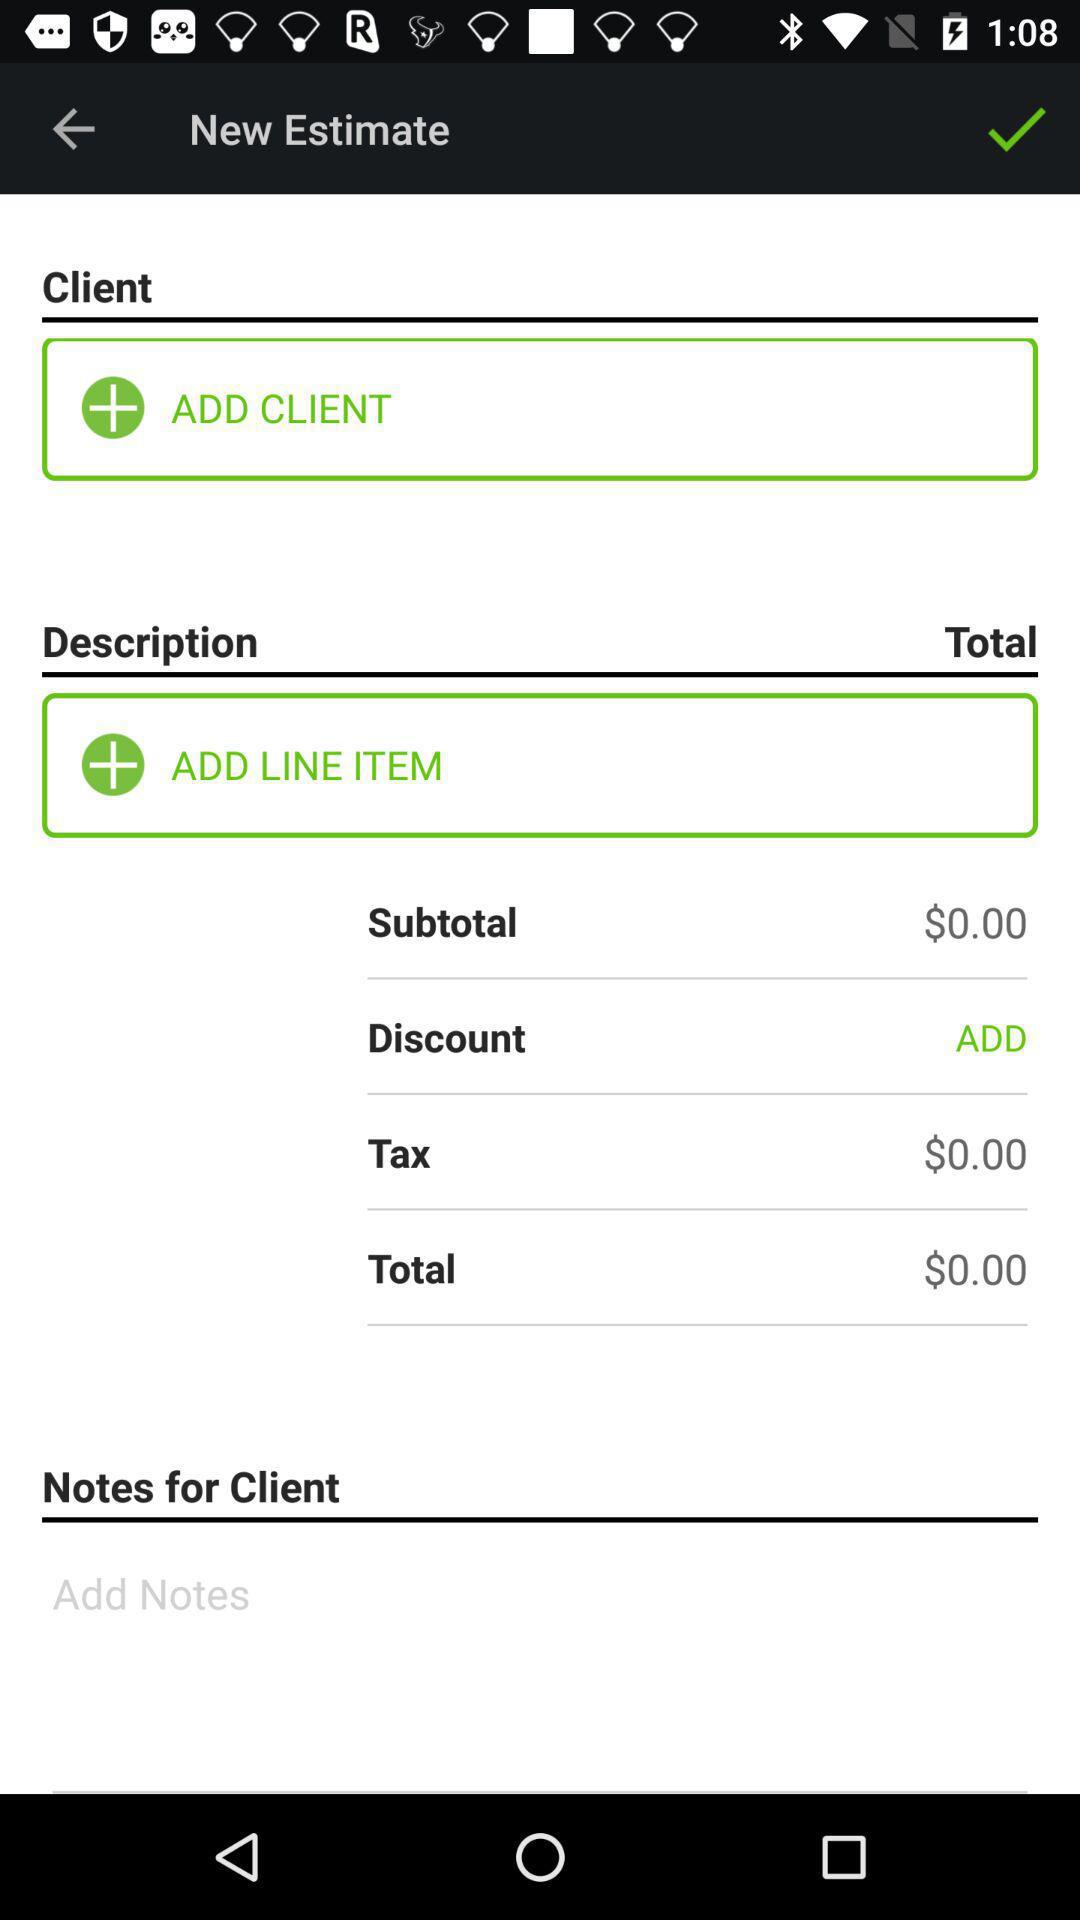 1:08
New Estimate
Client
ADD CLIENT
Description Total
ADD LINE ITEM
Subtotal $0.00
Discount ADD
Tax $0.00
Total $0.00
Notes for Client
Add Notes